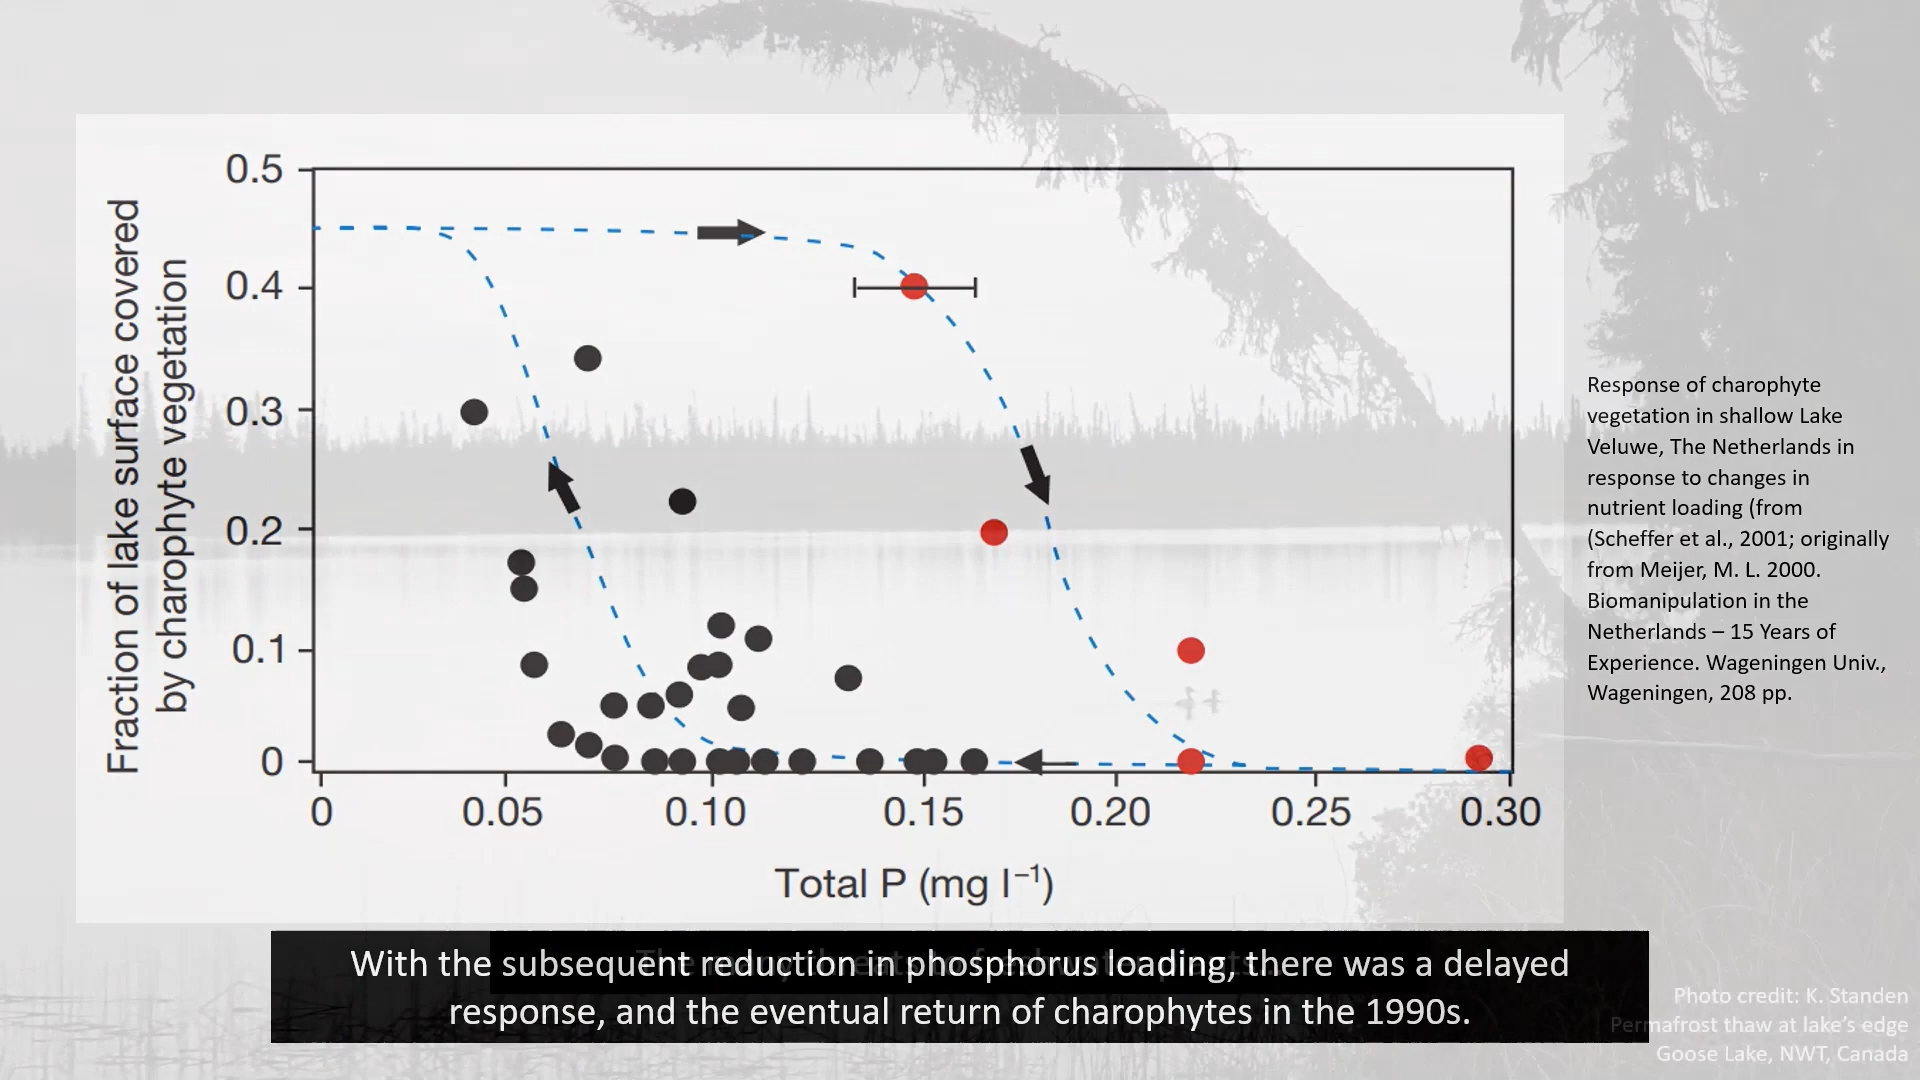 Fraction of lake surface covered
by charophyte vegetation
0.5
0.4
0.3
0.2
0.1
0
0 0.05 0.10 0.15 0.20 0.25 0.30
Total P (mg l⁻¹)
Response of charophyte
vegetation in shallow Lake
Veluwe, The Netherlands in
response to changes in
nutrient loading (from
(Scheffer et al., 2001; originally
from Meijer, M. L. 2000.
Biomanipulation in the
Netherlands – 15 Years of
Experience. Wageningen Univ.,
Wageningen, 208 pp.
With the subsequent reduction in phosphorus loading, there was a delayed
response, and the eventual return of charophytes in the 1990s.
Photo credit: K. Standen
Permafrost thaw at lake's edge
Goose Lake, NWT, Canada